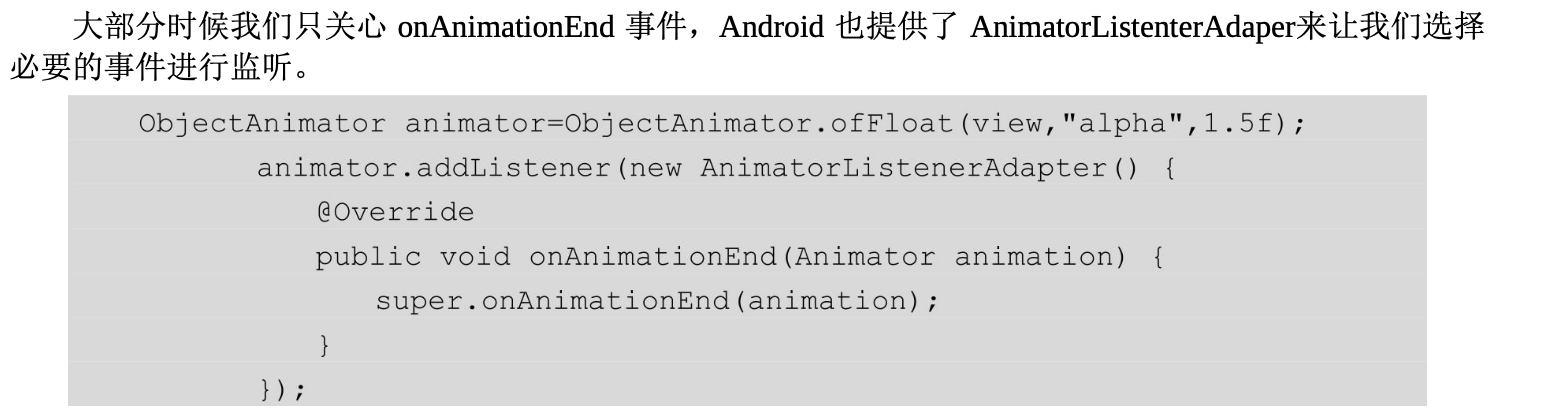 大部分时候我们只关心 onAnimationEnd 事件，Android 也提供了 AnimatorListenterAdaper来让我们选择
必要的事件进行监听。
ObjectAnimator animator=ObjectAnimator.ofFloat(view,"alpha",1.5f);
animator.addListener(new AnimatorListenerAdapter() {
@Override
public void onAnimationEnd(Animator animation) {
super.onAnimationEnd(animation);
}
});